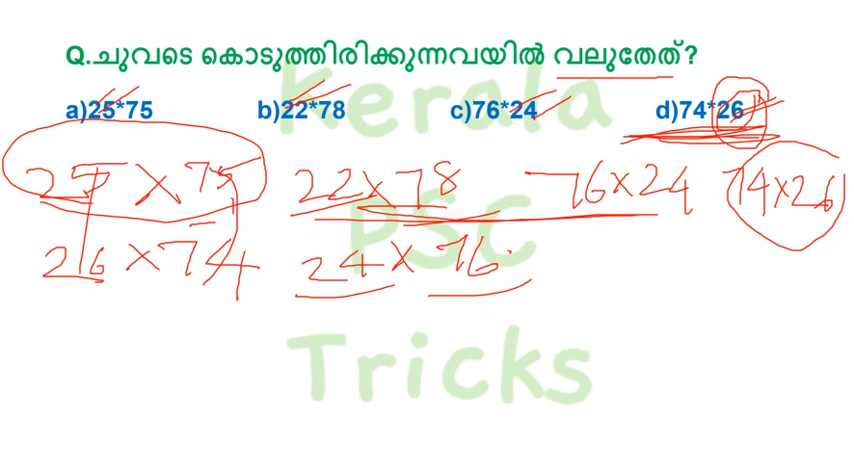 Q.ചുവടെ കൊടുത്തിരിക്കുന്നവയിൽ വലുതേത്?
a)25*75 b)22*78 c)76*24 d)74*26
25 × 75 22×78 76×24 74×26
26 × 74 24 × 76
Kerala
PSC
Tricks